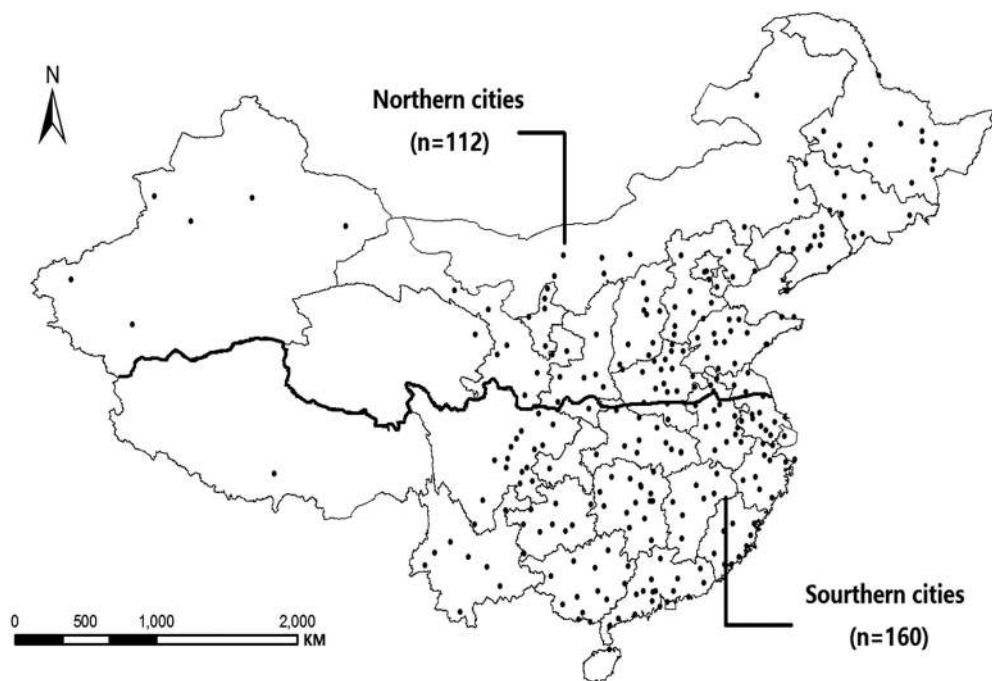 N
Northern cities
(n=112)
Sourthern cities
(n=160)
0 500 1,000 2,000
KM